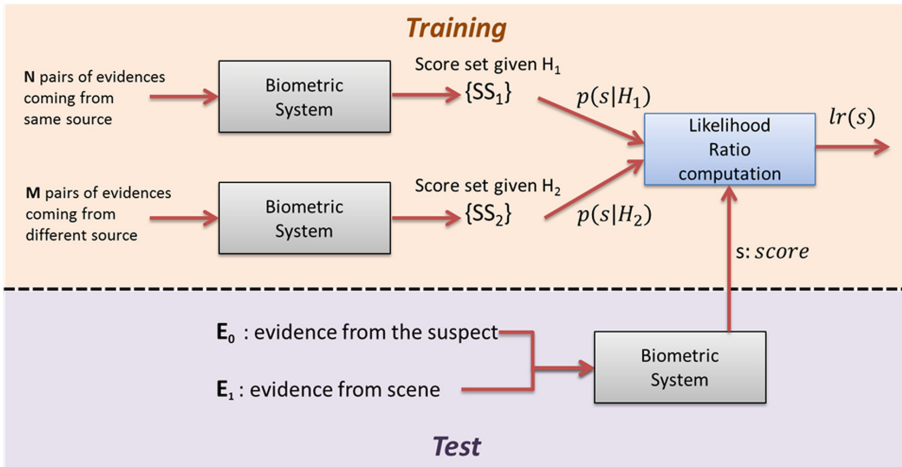 Training
N pairs of evidences
coming from
same source
Biometric
System
Score set given H₁
{SS₁}
p(s|H₁)
Likelihood
Ratio
computation
lr(s)
M pairs of evidences
coming from
different source
Biometric
System
Score set given H₂
{SS₂}
p(s|H₂)
s: score
E₀ : evidence from the suspect
E₁ : evidence from scene
Biometric
System
Test